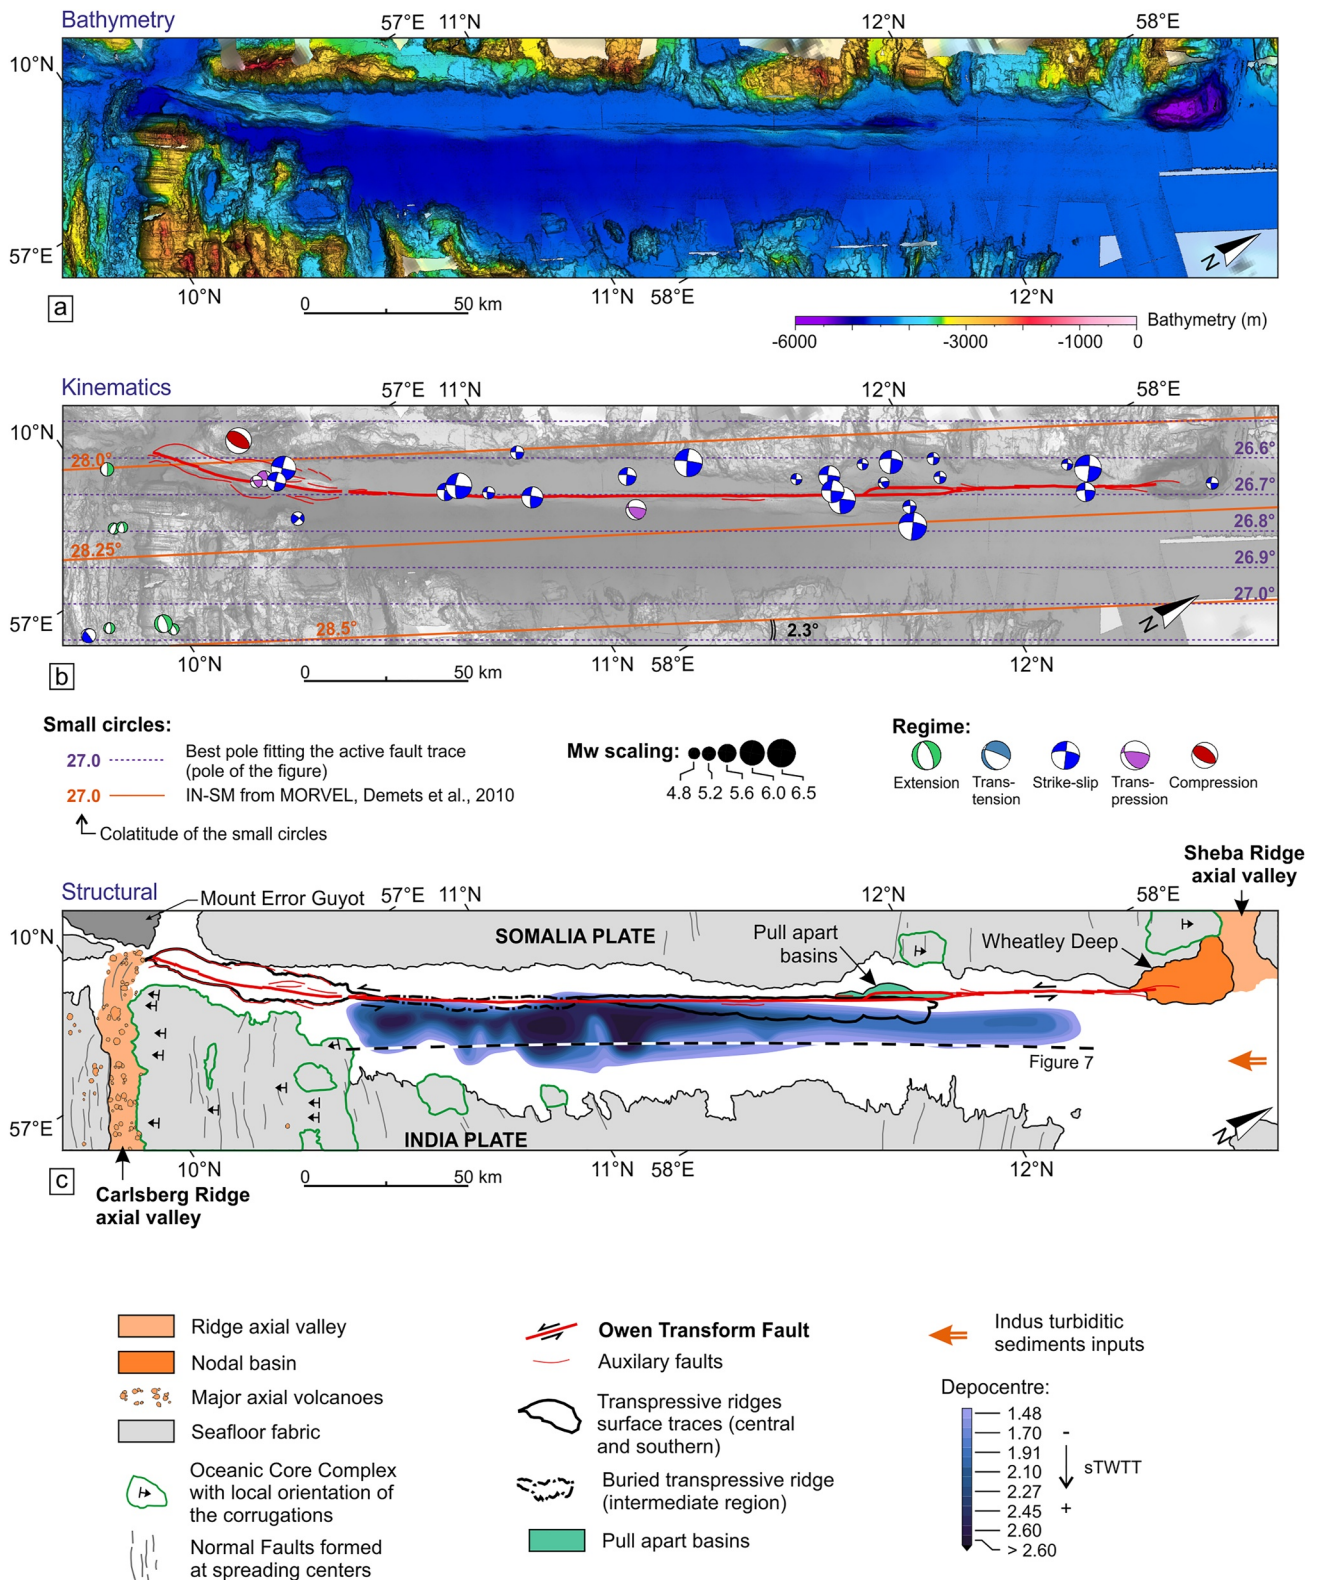 Bathymetry
57°E 11°N 12°N 58°E
10°N
57°E
N
a
10°N 11°N 58°E 12°N
0 50 km
Bathymetry (m)
-6000 -3000 -1000 0
Kinematics
57°E 11°N 12°N 58°E
10°N
28.0°
26.6°
26.7°
26.8°
28.25°
26.9°
27.0°
57°E
28.5°
2.3°
N
b
10°N 11°N 58°E 12°N
0 50 km
Small circles:
27.0 Best pole fitting the active fault trace
(pole of the figure)
27.0 IN-SM from MORVEL, Demets et al., 2010
Colatitude of the small circles
Mw scaling:
4.8 5.2 5.6 6.0 6.5
Regime:
Extension
Trans-
tension
Strike-slip
Trans-
pression
Compression
Sheba Ridge
axial valley
Structural
Mount Error Guyot
57°E 11°N 12°N 58°E
10°N
SOMALIA PLATE
Pull apart
basins
Wheatley Deep
Figure 7
57°E
INDIA PLATE
N
c
10°N 11°N 58°E 12°N
0 50 km
Carlsberg Ridge
axial valley
Ridge axial valley
Nodal basin
Major axial volcanoes
Seafloor fabric
Oceanic Core Complex
with local orientation of
the corrugations
Normal Faults formed
at spreading centers
Owen Transform Fault
Auxilary faults
Transpressive ridges
surface traces (central
and southern)
Buried transpressive ridge
(intermediate region)
Pull apart basins
Indus turbiditic
sediments inputs
Depocentre:
1.48
1.70 -
1.91
2.10 sTWTT
2.27
2.45 +
2.60
> 2.60